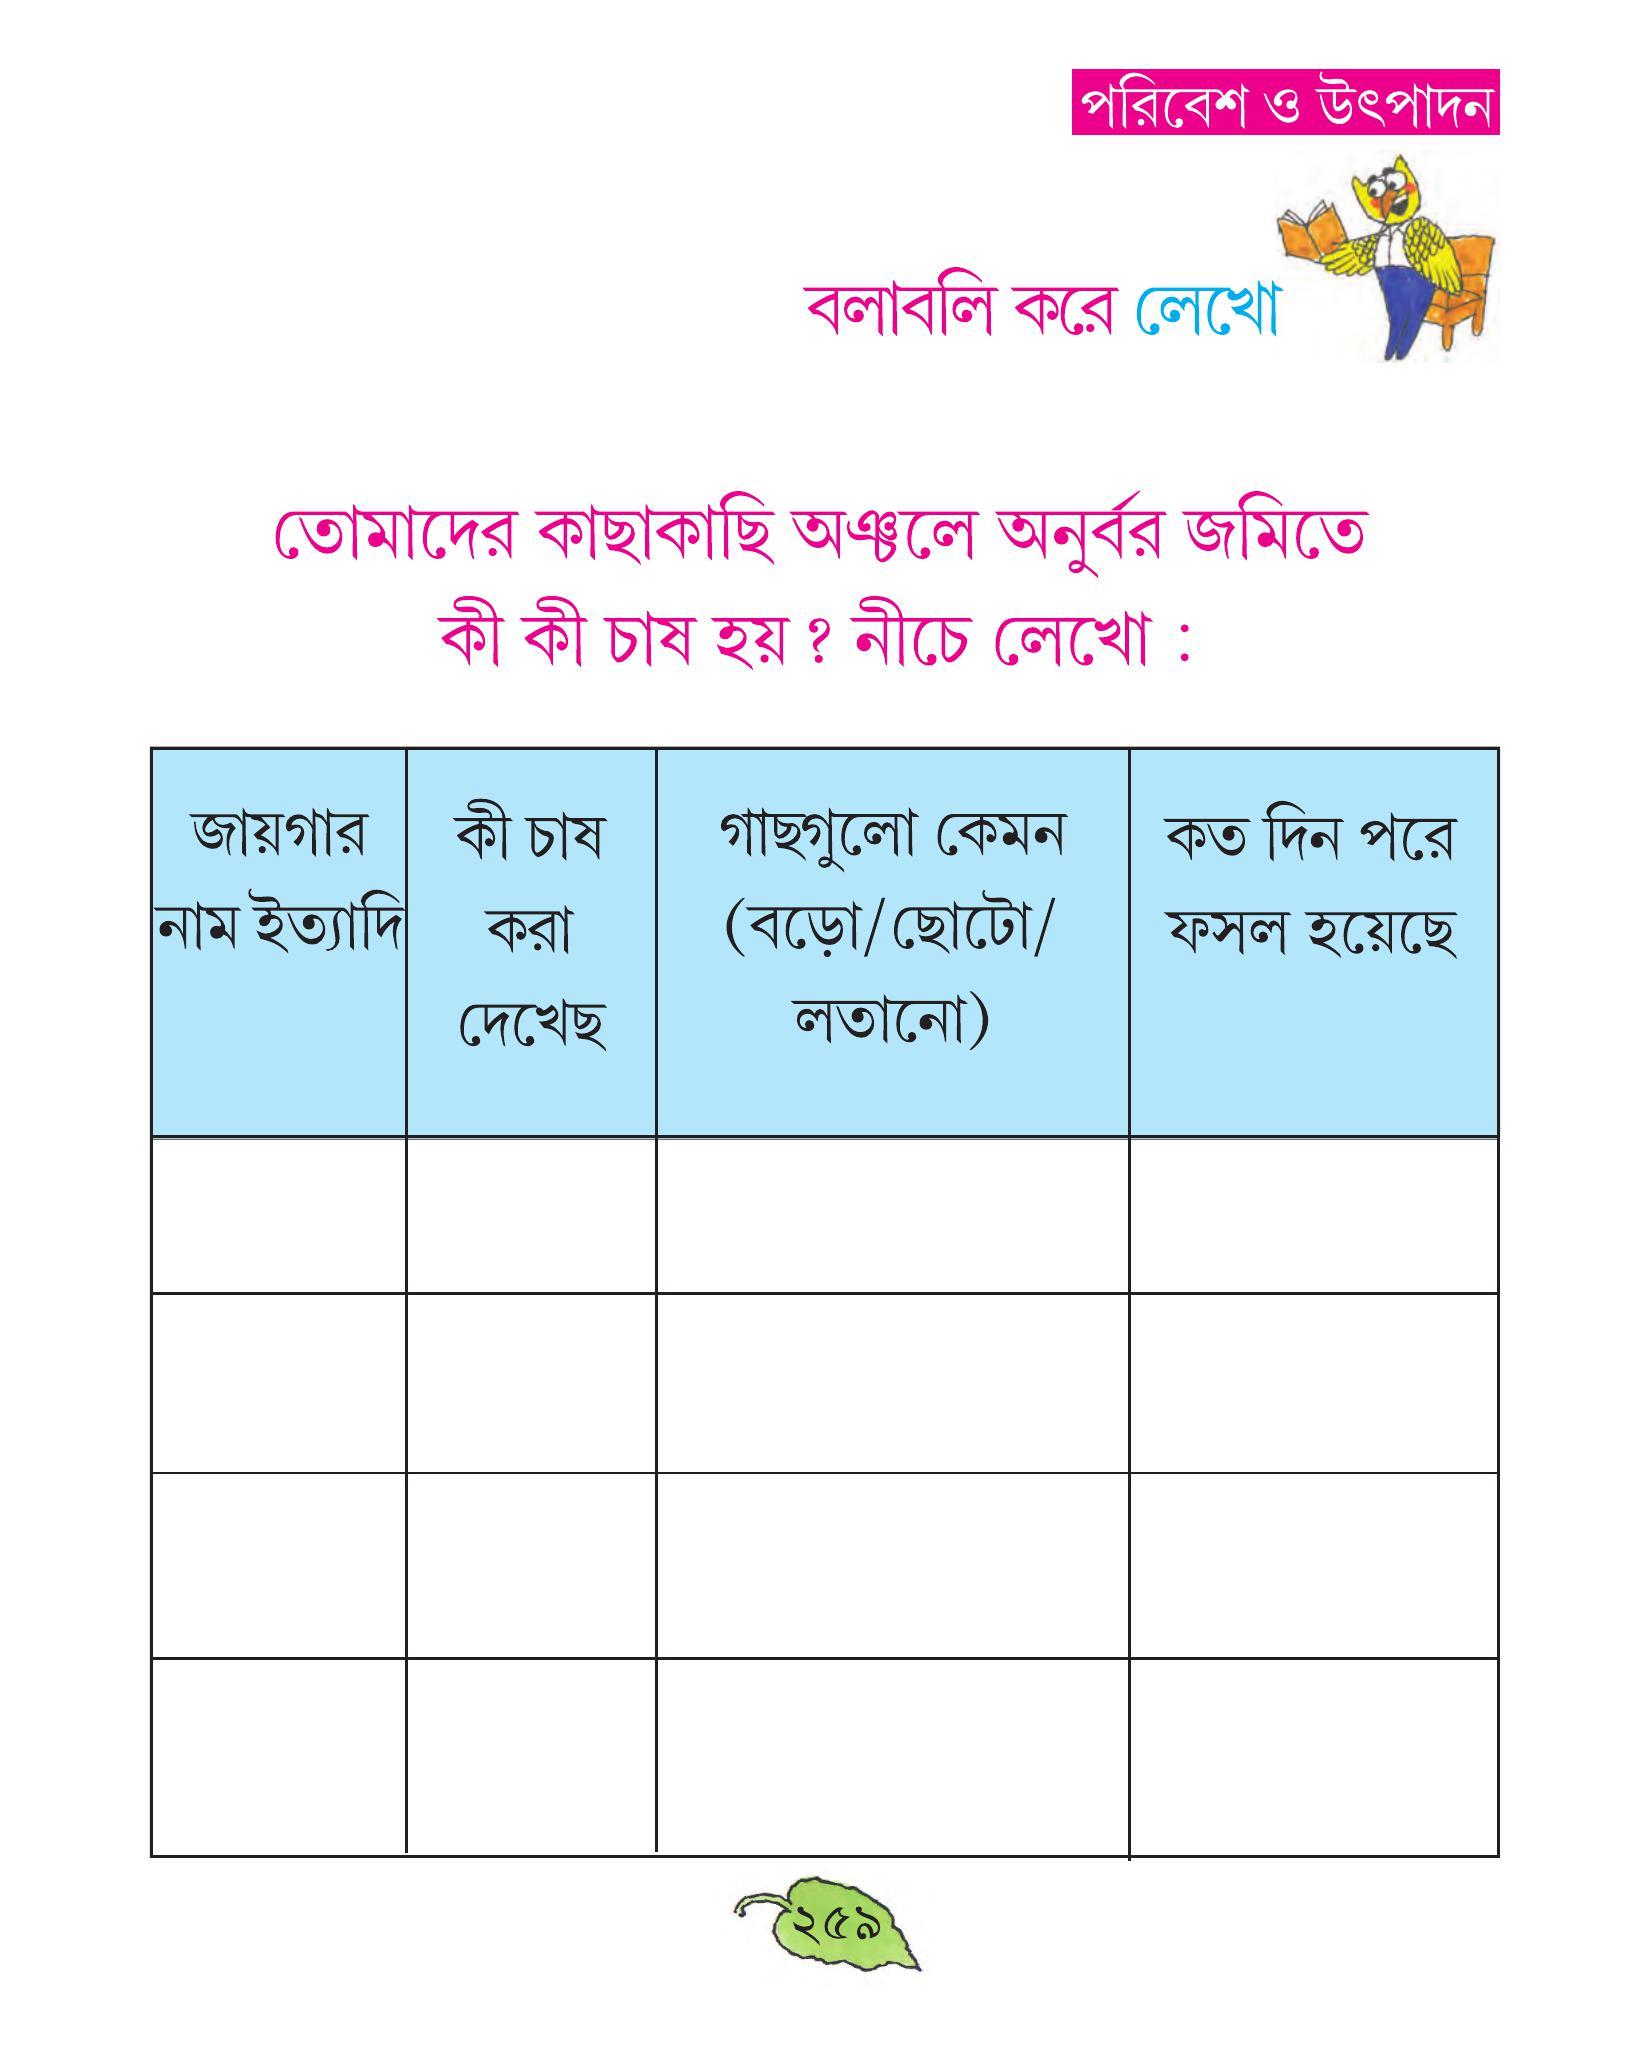 পরিবেশ ও উৎপাদন
বলাবলি করে লেখো
তোমাদের কাছাকাছি অঞ্চলে অনুর্বর জমিতে
কী কী চাষ হয় ? নীচে লেখো :
জায়গার
নাম ইত্যাদি
কী চাষ
করা
দেখেছ
গাছগুলো কেমন
(বড়ো/ছোটো/
লতানো)
কত দিন পরে
ফসল হয়েছে
২৫৯